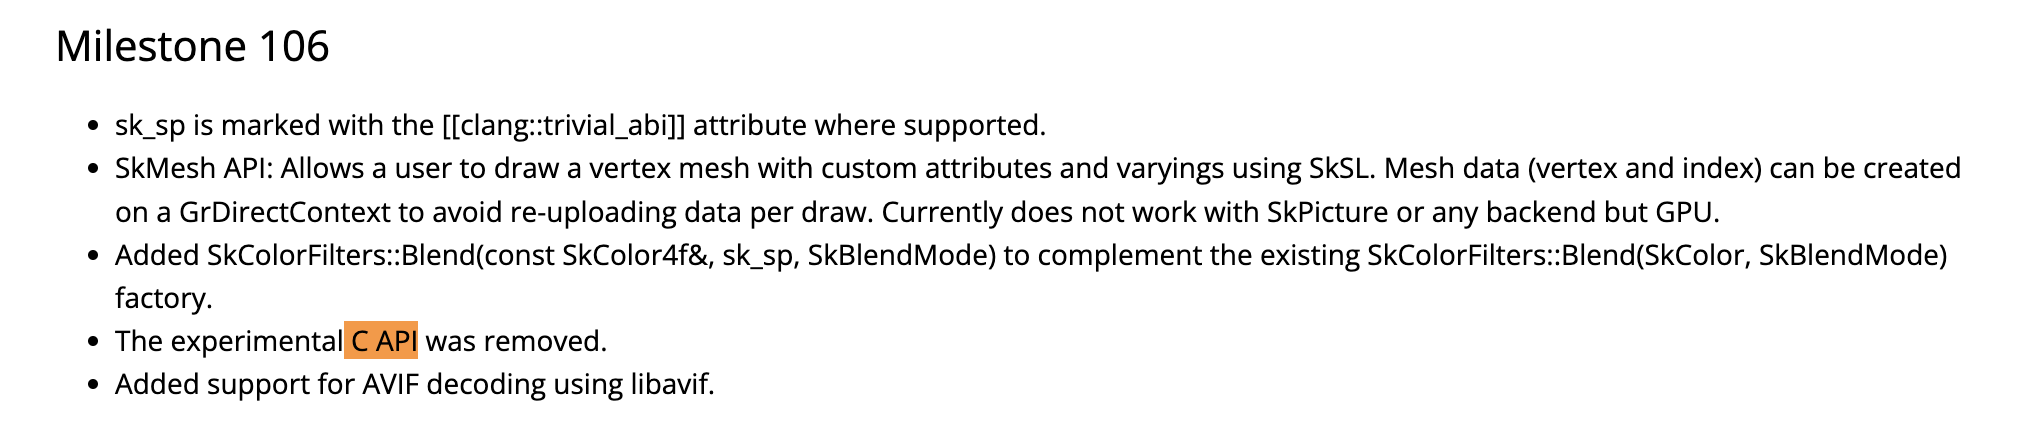 Milestone 106
• sk_sp is marked with the [[clang::trivial_abi]] attribute where supported.
• SkMesh API: Allows a user to draw a vertex mesh with custom attributes and varyings using SkSL. Mesh data (vertex and index) can be created
on a GrDirectContext to avoid re-uploading data per draw. Currently does not work with SkPicture or any backend but GPU.
• Added SkColorFilters::Blend(const SkColor4f&, sk_sp, SkBlendMode) to complement the existing SkColorFilters::Blend(SkColor, SkBlendMode)
factory.
• The experimental C API was removed.
• Added support for AVIF decoding using libavif.